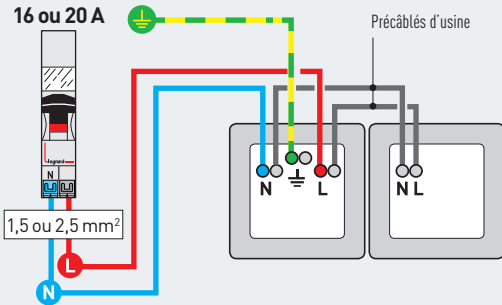 16 ou 20 A
Précâblés d'usine
legrand
N
N L
N L
1,5 ou 2,5 mm²
L
N